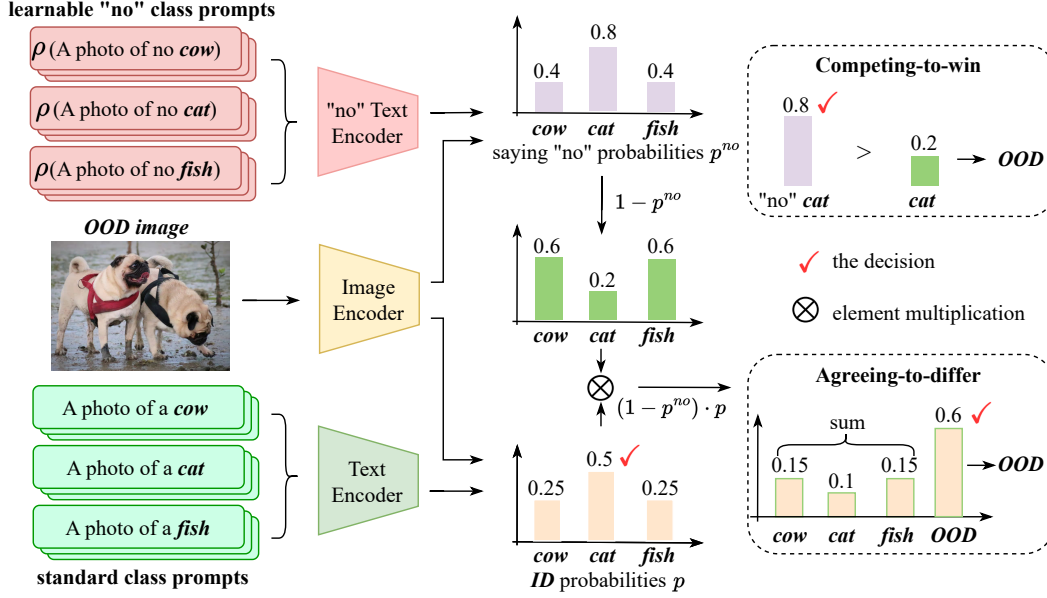 learnable "no" class prompts
ρ(A photo of no cow)
ρ(A photo of no cat)
ρ(A photo of no fish)
"no" Text
Encoder
0.4
0.8
0.4
cow
cat
fish
saying "no" probabilities p^{no}
1 − p^{no}
Competing-to-win
0.8
>
0.2
OOD
"no" cat
cat
OOD image
Image
Encoder
0.6
0.2
0.6
cow
cat
fish
the decision
element multiplication
(1 − p^{no}) · p
A photo of a cow
A photo of a cat
A photo of a fish
standard class prompts
Text
Encoder
0.25
0.5
0.25
cow
cat
fish
ID probabilities p
Agreeing-to-differ
sum
0.15
0.1
0.15
0.6
OOD
cow
cat
fish
OOD